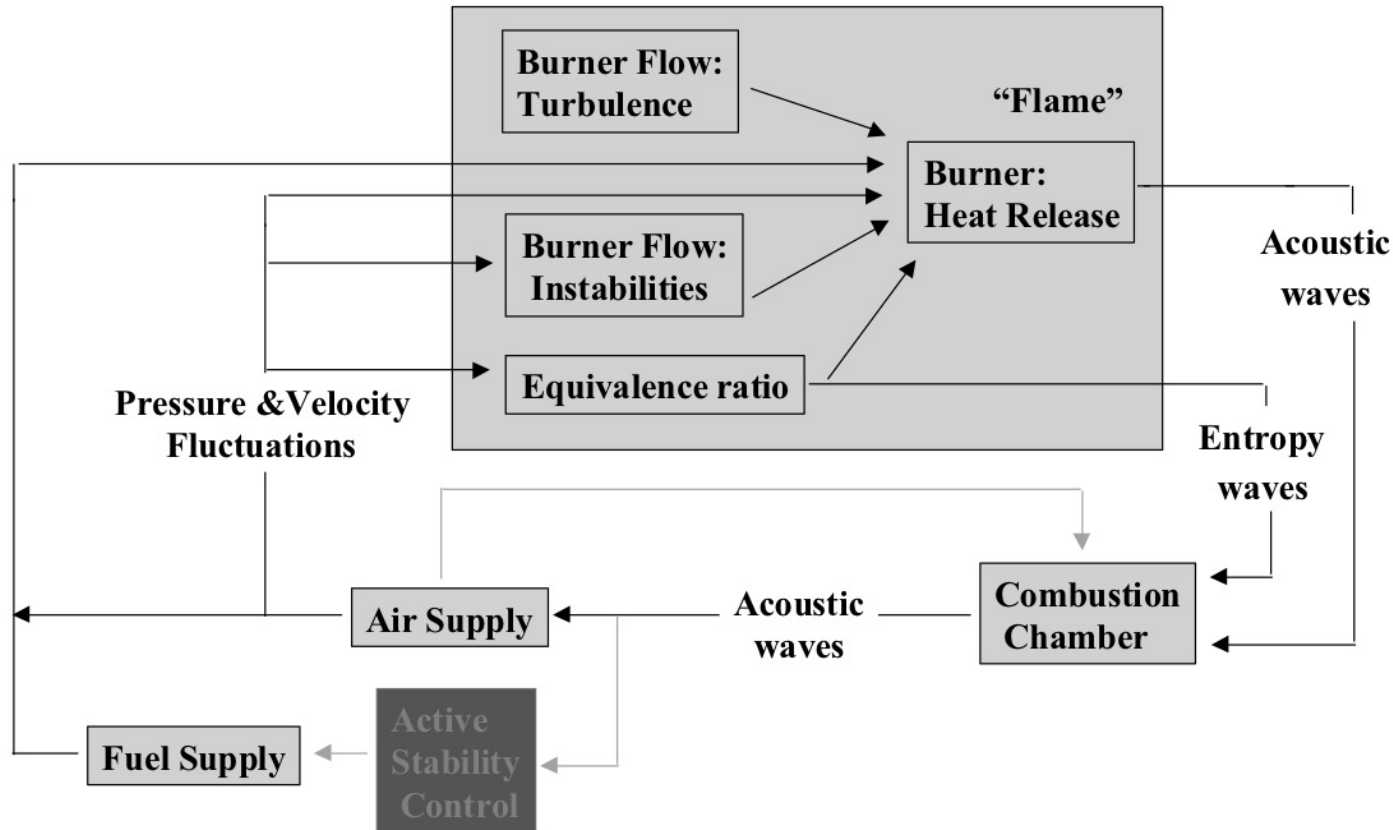 Burner Flow:
Turbulence
“Flame”
Burner:
Heat Release
Burner Flow:
Instabilities
Equivalence ratio
Acoustic
waves
Pressure &Velocity
Fluctuations
Entropy
waves
Air Supply
Acoustic
waves
Combustion
Chamber
Fuel Supply
Active
Stability
Control